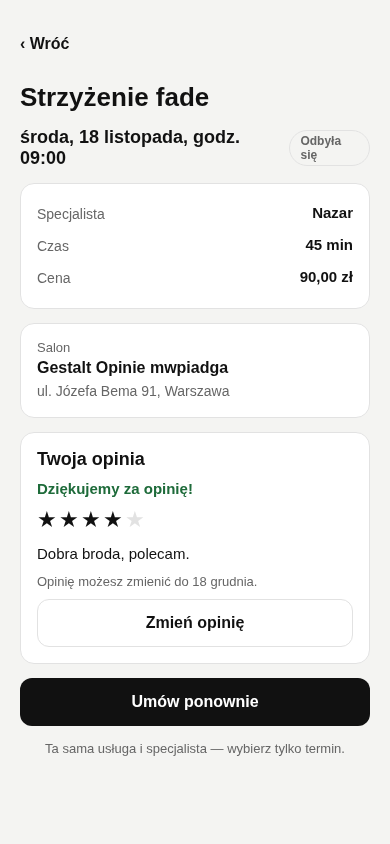 ‹ Wróć
Strzyżenie fade
środa, 18 listopada, godz.
09:00
Odbyła
się
Specjalista
Nazar
Czas
45 min
Cena
90,00 zł
Salon
Gestalt Opinie mwpiadga
ul. Józefa Bema 91, Warszawa
Twoja opinia
Dziękujemy za opinię!
★★★★★
Dobra broda, polecam.
Opinię możesz zmienić do 18 grudnia.
Zmień opinię
Umów ponownie
Ta sama usługa i specjalista — wybierz tylko termin.